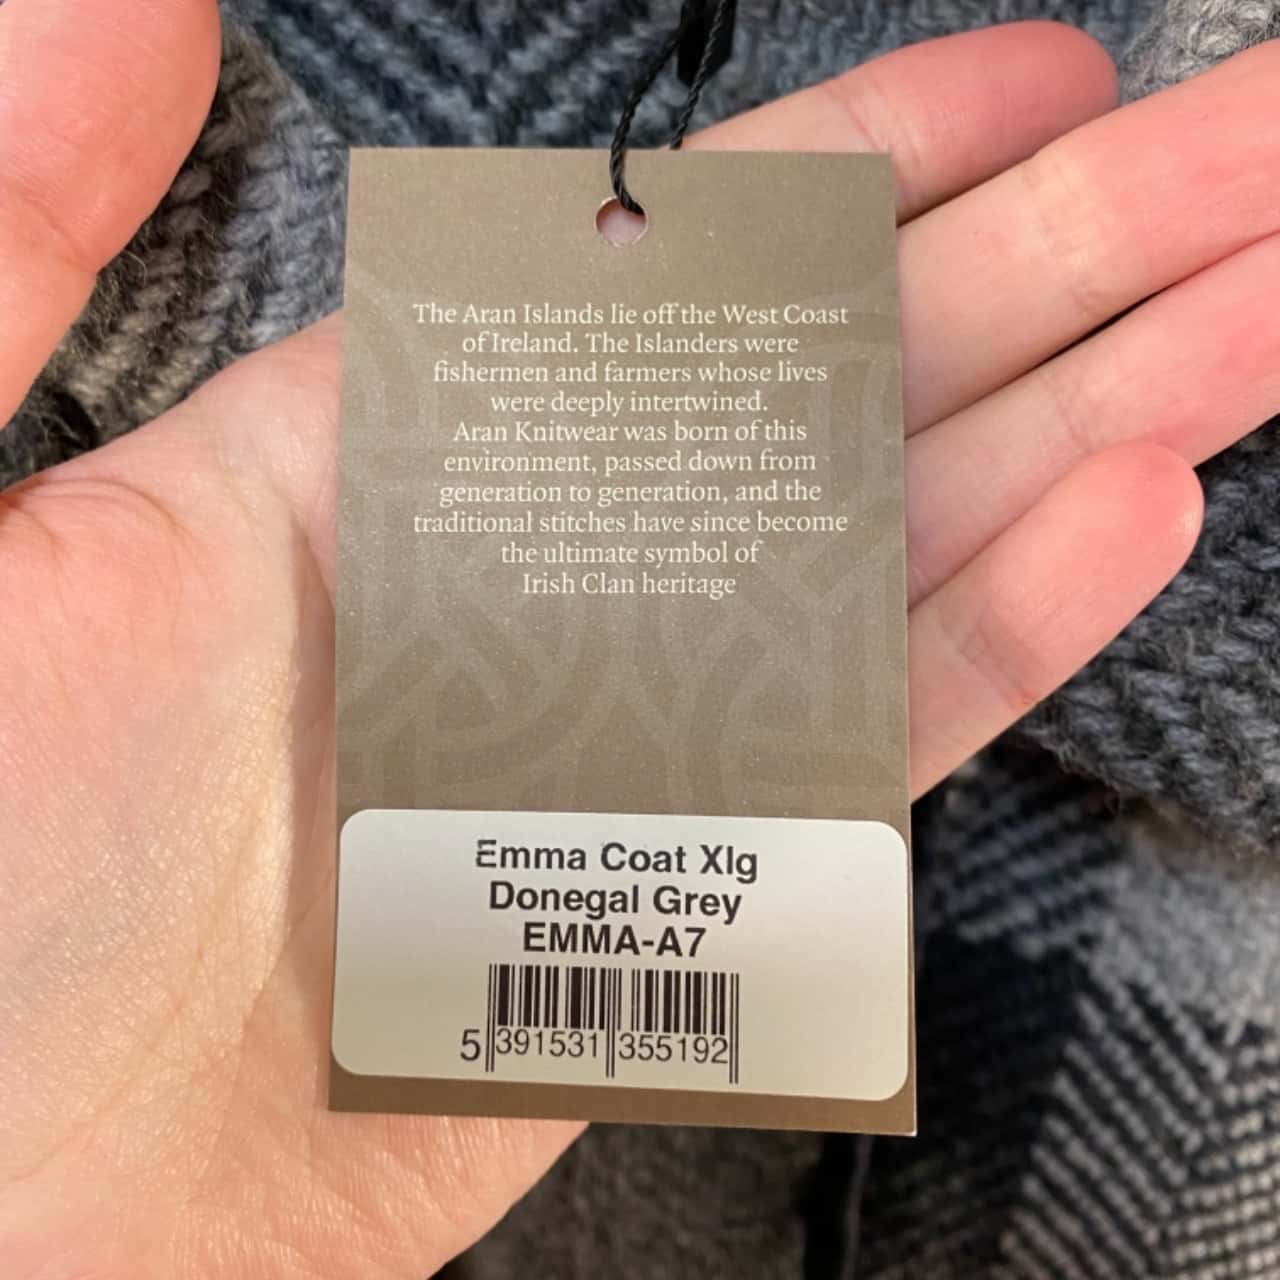 The Aran Islands lie off the West Coast
of Ireland. The Islanders were
fishermen and farmers whose lives
were deeply intertwined.
Aran Knitwear was born of this
environment, passed down from
generation to generation, and the
traditional stitches have since become
the ultimate symbol of
Irish Clan heritage
Emma Coat Xlg
Donegal Grey
EMMA-A7
5 391531 355192